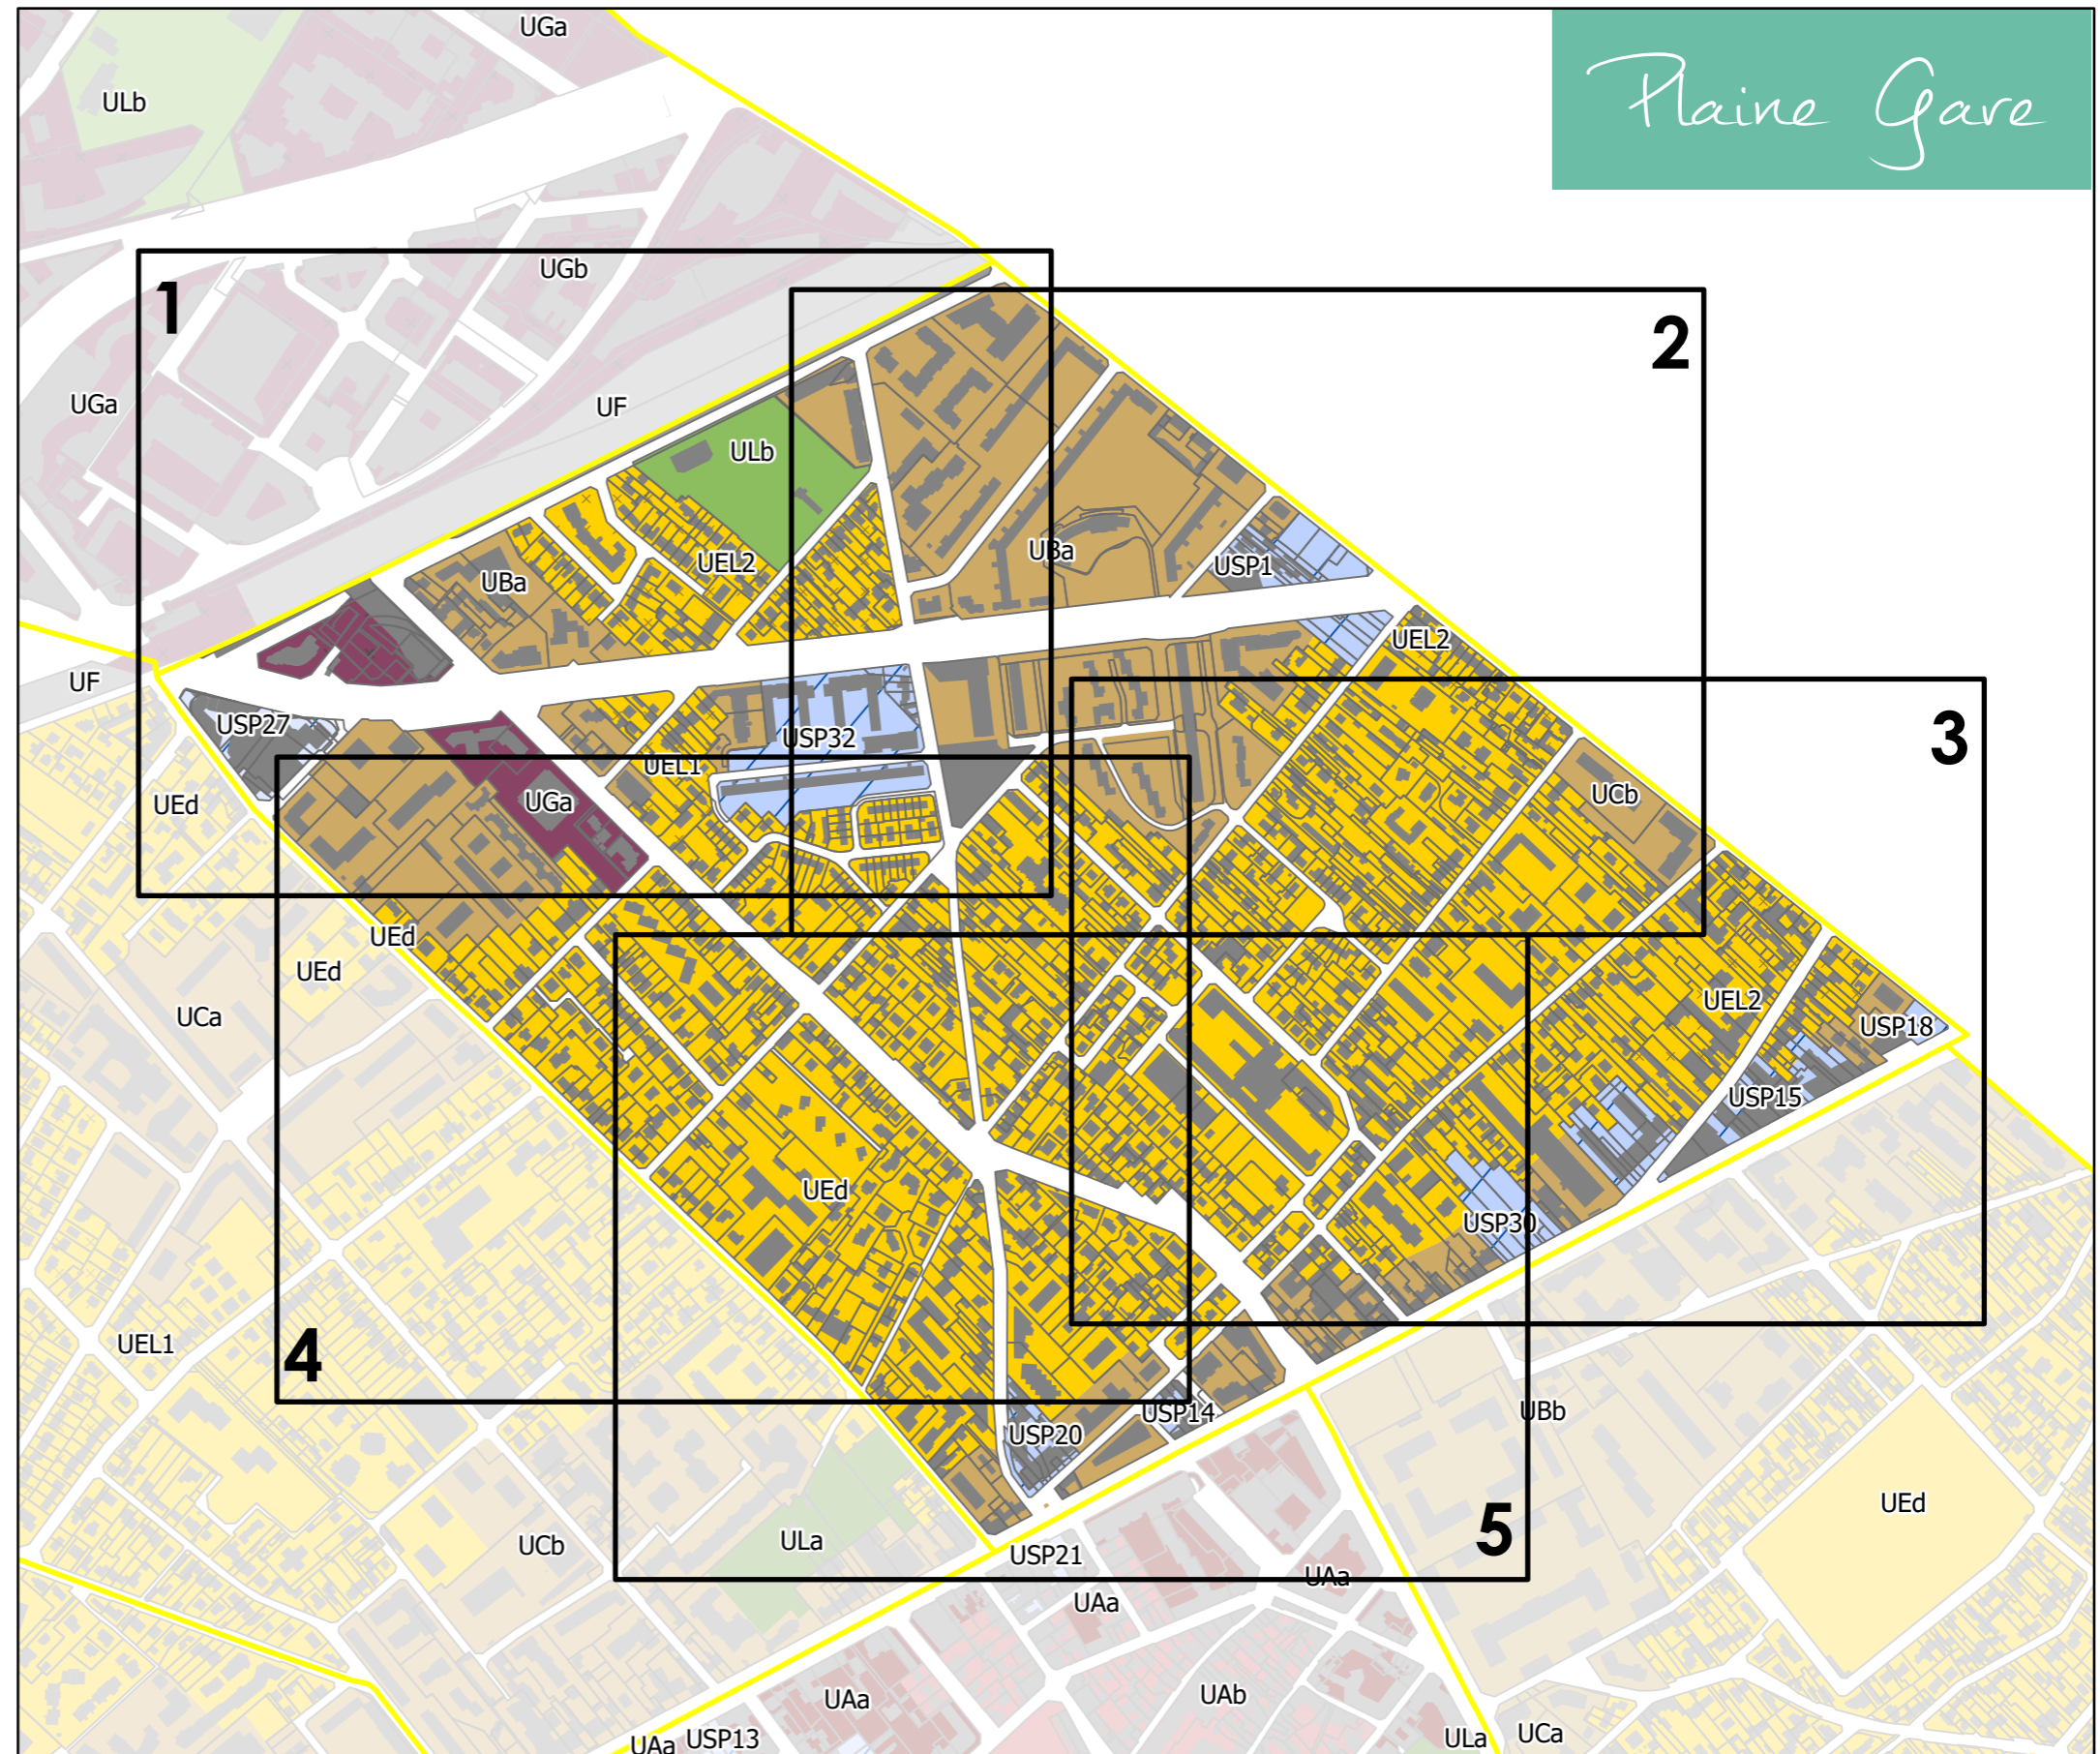 UGa
Plaine Gare
ULb
UGb
1
2
UGa
UF
ULb
UBa
UEL2
UBa
USP1
UEL2
UF
USP27
USP32
3
UEL1
UEd
UGa
UCb
UEd
UEd
UCa
UEL2
USP18
USP15
UEd
USP30
UEL1
4
USP14
UBb
USP20
UEd
5
UCb
ULa
USP21
UAa
UAa
UAa
UAb
UAa
USP13
ULa
UCa